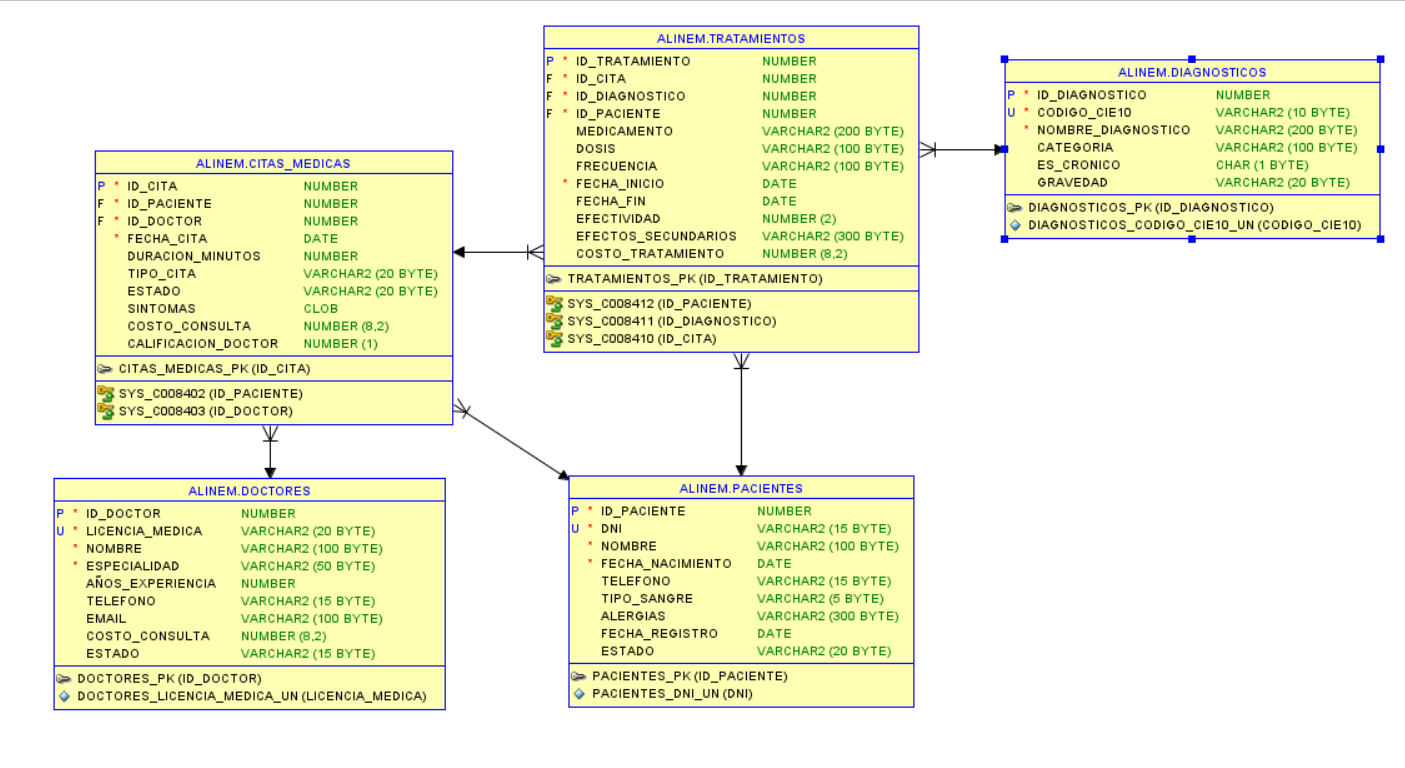 ALINEM.TRATAMIENTOS
P * ID_TRATAMIENTO NUMBER
F * ID_CITA NUMBER
F * ID_DIAGNOSTICO NUMBER
F * ID_PACIENTE NUMBER
MEDICAMENTO VARCHAR2 (200 BYTE)
DOSIS VARCHAR2 (100 BYTE)
FRECUENCIA VARCHAR2 (100 BYTE)
* FECHA_INICIO DATE
FECHA_FIN DATE
EFECTIVIDAD NUMBER (2)
EFECTOS_SECUNDARIOS VARCHAR2 (300 BYTE)
COSTO_TRATAMIENTO NUMBER (8,2)
TRATAMIENTOS_PK (ID_TRATAMIENTO)
SYS_C008412 (ID_PACIENTE)
SYS_C008411 (ID_DIAGNOSTICO)
SYS_C008410 (ID_CITA)
ALINEM.DIAGNOSTICOS
P * ID_DIAGNOSTICO NUMBER
U * CODIGO_CIE10 VARCHAR2 (10 BYTE)
* NOMBRE_DIAGNOSTICO VARCHAR2 (200 BYTE)
CATEGORIA VARCHAR2 (100 BYTE)
ES_CRONICO CHAR (1 BYTE)
GRAVEDAD VARCHAR2 (20 BYTE)
DIAGNOSTICOS_PK (ID_DIAGNOSTICO)
DIAGNOSTICOS_CODIGO_CIE10_UN (CODIGO_CIE10)
ALINEM.CITAS_MEDICAS
P * ID_CITA NUMBER
F * ID_PACIENTE NUMBER
F * ID_DOCTOR NUMBER
* FECHA_CITA DATE
DURACION_MINUTOS NUMBER
TIPO_CITA VARCHAR2 (20 BYTE)
ESTADO VARCHAR2 (20 BYTE)
SINTOMAS CLOB
COSTO_CONSULTA NUMBER (8,2)
CALIFICACION_DOCTOR NUMBER (1)
CITAS_MEDICAS_PK (ID_CITA)
SYS_C008402 (ID_PACIENTE)
SYS_C008403 (ID_DOCTOR)
ALINEM.DOCTORES
P * ID_DOCTOR NUMBER
U * LICENCIA_MEDICA VARCHAR2 (20 BYTE)
* NOMBRE VARCHAR2 (100 BYTE)
* ESPECIALIDAD VARCHAR2 (50 BYTE)
AÑOS_EXPERIENCIA NUMBER
TELEFONO VARCHAR2 (15 BYTE)
EMAIL VARCHAR2 (100 BYTE)
COSTO_CONSULTA NUMBER (8,2)
ESTADO VARCHAR2 (15 BYTE)
DOCTORES_PK (ID_DOCTOR)
DOCTORES_LICENCIA_MEDICA_UN (LICENCIA_MEDICA)
ALINEM.PACIENTES
P * ID_PACIENTE NUMBER
U * DNI VARCHAR2 (15 BYTE)
* NOMBRE VARCHAR2 (100 BYTE)
* FECHA_NACIMIENTO DATE
TELEFONO VARCHAR2 (15 BYTE)
TIPO_SANGRE VARCHAR2 (5 BYTE)
ALERGIAS VARCHAR2 (300 BYTE)
FECHA_REGISTRO DATE
ESTADO VARCHAR2 (20 BYTE)
PACIENTES_PK (ID_PACIENTE)
PACIENTES_DNI_UN (DNI)